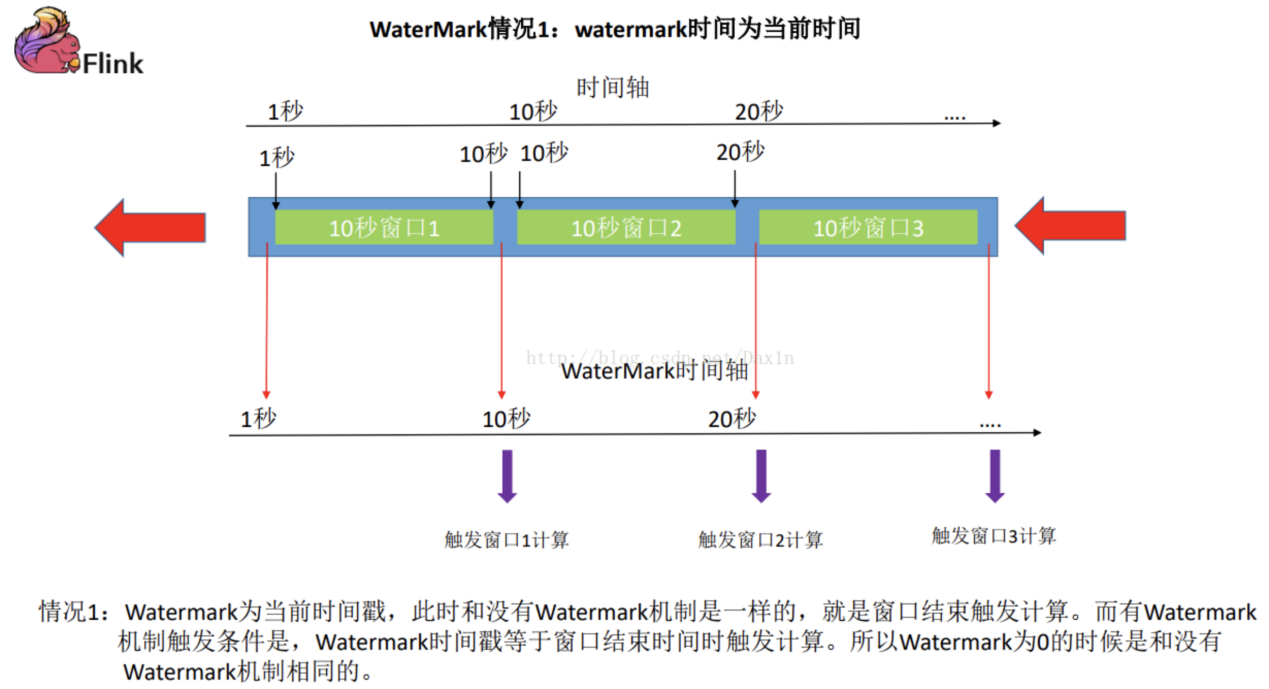 WaterMark情况1：watermark时间为当前时间
Flink
时间轴
1秒 10秒 20秒 ....
1秒 10秒 10秒 20秒
10秒窗口1 10秒窗口2 10秒窗口3
http://blog.csdn.net/Dax1n
WaterMark时间轴
1秒 10秒 20秒 ....
触发窗口1计算 触发窗口2计算 触发窗口3计算
情况1：Watermark为当前时间戳，此时和没有Watermark机制是一样的，就是窗口结束触发计算。而有Watermark
机制触发条件是，Watermark时间戳等于窗口结束时间时触发计算。所以Watermark为0的时候是和没有
Watermark机制相同的。